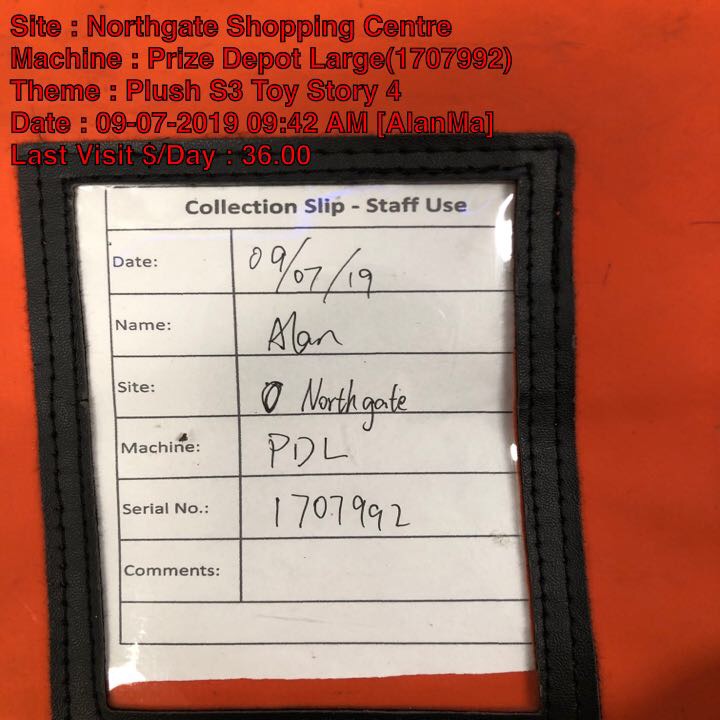 Site : Northgate Shopping Centre
Machine : Prize Depot Large(1707992)
Theme : Plush S3 Toy Story 4
Date : 09-07-2019 09:42 AM [AlanMa]
Last Visit $/Day : 36.00
Collection Slip - Staff Use
Date: 09/07/19
Name: Alan
Site: Northgate
Machine: PDL
Serial No.: 1707992
Comments: